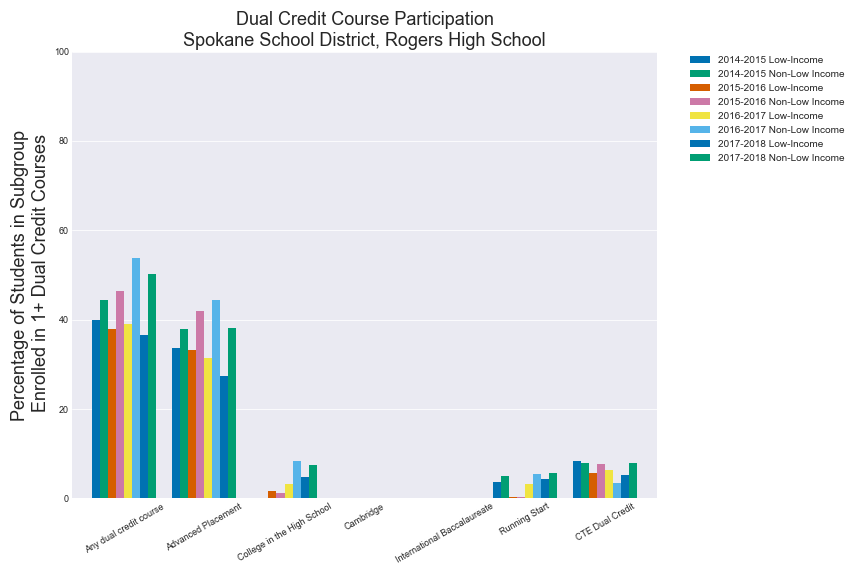 Dual Credit Course Participation
Spokane School District, Rogers High School
Percentage of Students in Subgroup
Enrolled in 1+ Dual Credit Courses
100
80
60
40
20
0
Any dual credit course
Advanced Placement
College in the High School
Cambridge
International Baccalaureate
Running Start
CTE Dual Credit
2014-2015 Low-Income
2014-2015 Non-Low Income
2015-2016 Low-Income
2015-2016 Non-Low Income
2016-2017 Low-Income
2016-2017 Non-Low Income
2017-2018 Low-Income
2017-2018 Non-Low Income